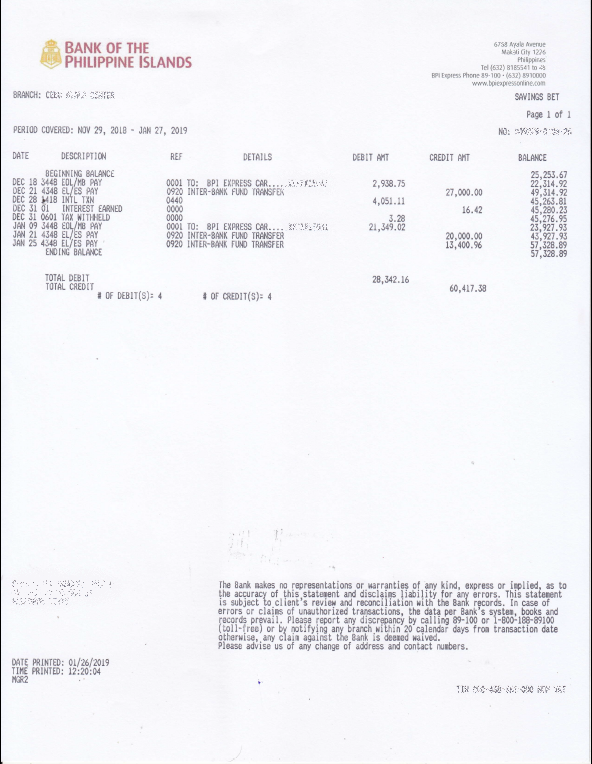 BANK OF THE
PHILIPPINE ISLANDS
6758 Ayala Avenue
Makati City 1226
Philippines
Tel (632) 8185541 to 48
BPI Express Phone 89-100 • (632) 8910000
www.bpiexpressonline.com
BRANCH: CENTER
SAVINGS BET
Page 1 of 1
PERIOD COVERED: NOV 29, 2018 - JAN 27, 2019
NO:
DATE DESCRIPTION REF DETAILS DEBIT AMT CREDIT AMT BALANCE
BEGINNING BALANCE 25,253.67
DEC 18 3448 EDL/MB PAY 0001 TO: BPI EXPRESS CAR.... 2,938.75 22,314.92
DEC 21 4348 EL/ES PAY 0920 INTER-BANK FUND TRANSFER 27,000.00 49,314.92
DEC 28 1418 INTL TXN 0440 4,051.11 45,263.81
DEC 31 01 INTEREST EARNED 0000 16.42 45,280.23
DEC 31 0601 TAX WITHHELD 0000 3.28 45,276.95
JAN 09 3448 EDL/MB PAY 0001 TO: BPI EXPRESS CAR.... 21,349.02 23,927.93
JAN 21 4348 EL/ES PAY 0920 INTER-BANK FUND TRANSFER 20,000.00 43,927.93
JAN 25 4348 EL/ES PAY 0920 INTER-BANK FUND TRANSFER 13,400.96 57,328.89
ENDING BALANCE 57,328.89
TOTAL DEBIT 28,342.16
TOTAL CREDIT 60,417.38
# OF DEBIT(S)= 4 # OF CREDIT(S)= 4
The Bank makes no representations or warranties of any kind, express or implied, as to
the accuracy of this statement and disclaims liability for any errors. This statement
is subject to client's review and reconciliation with the Bank records. In case of
errors or claims of unauthorized transactions, the data per Bank's system, books and
records prevail. Please report any discrepancy by calling 89-100 or 1-800-188-89100
(toll-free) or by notifying any branch within 20 calendar days from transaction date
otherwise, any claim against the Bank is deemed waived.
Please advise us of any change of address and contact numbers.
DATE PRINTED: 01/26/2019
TIME PRINTED: 12:20:04
MGR2